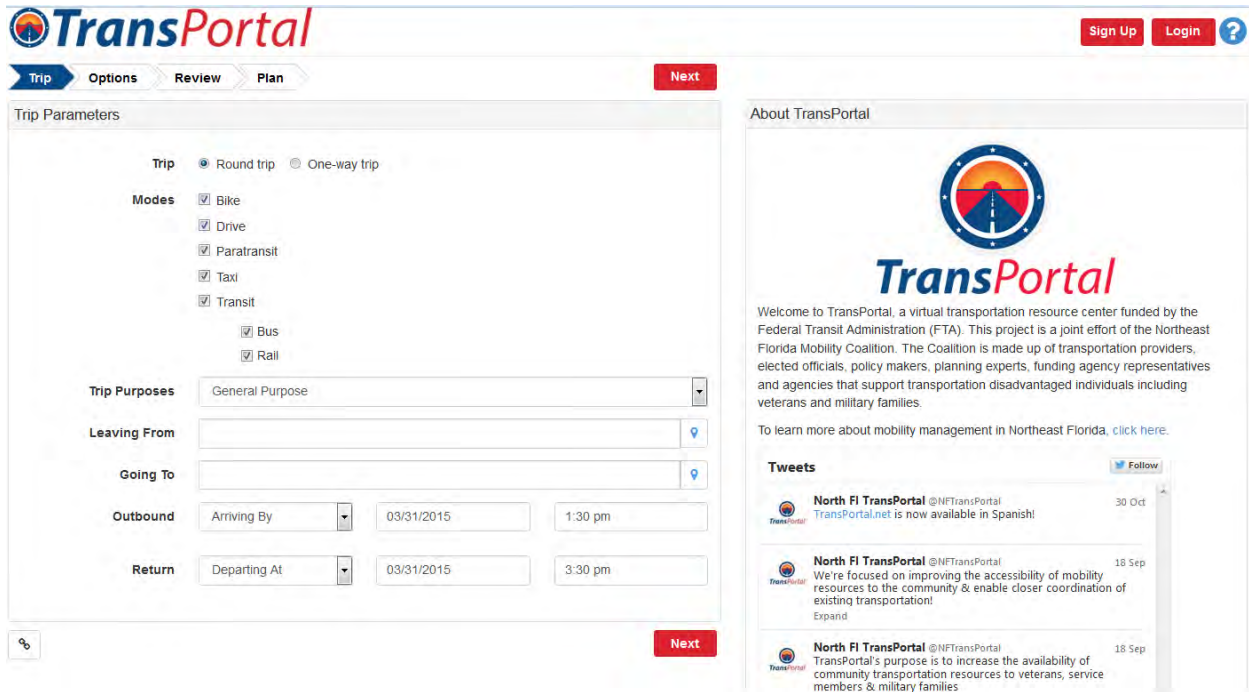 TransPortal
Sign Up Login ?
Trip Options Review Plan Next
Trip Parameters
Trip Round trip One-way trip
Modes Bike
Drive
Paratransit
Taxi
Transit
Bus
Rail
Trip Purposes General Purpose
Leaving From
Going To
Outbound Arriving By 03/31/2015 1:30 pm
Return Departing At 03/31/2015 3:30 pm
Next
About TransPortal
TransPortal
Welcome to TransPortal, a virtual transportation resource center funded by the
Federal Transit Administration (FTA). This project is a joint effort of the Northeast
Florida Mobility Coalition. The Coalition is made up of transportation providers,
elected officials, policy makers, planning experts, funding agency representatives
and agencies that support transportation disadvantaged individuals including
veterans and military families.
To learn more about mobility management in Northeast Florida, click here.
Tweets Follow
North Fl TransPortal @NFTransPortal 30 Oct
TransPortal.net is now available in Spanish!
TransPortal
North Fl TransPortal @NFTransPortal 18 Sep
We're focused on improving the accessibility of mobility
resources to the community & enable closer coordination of
existing transportation!
TransPortal
Expand
North Fl TransPortal @NFTransPortal 18 Sep
TransPortal's purpose is to increase the availability of
community transportation resources to veterans, service
members & military families
TransPortal